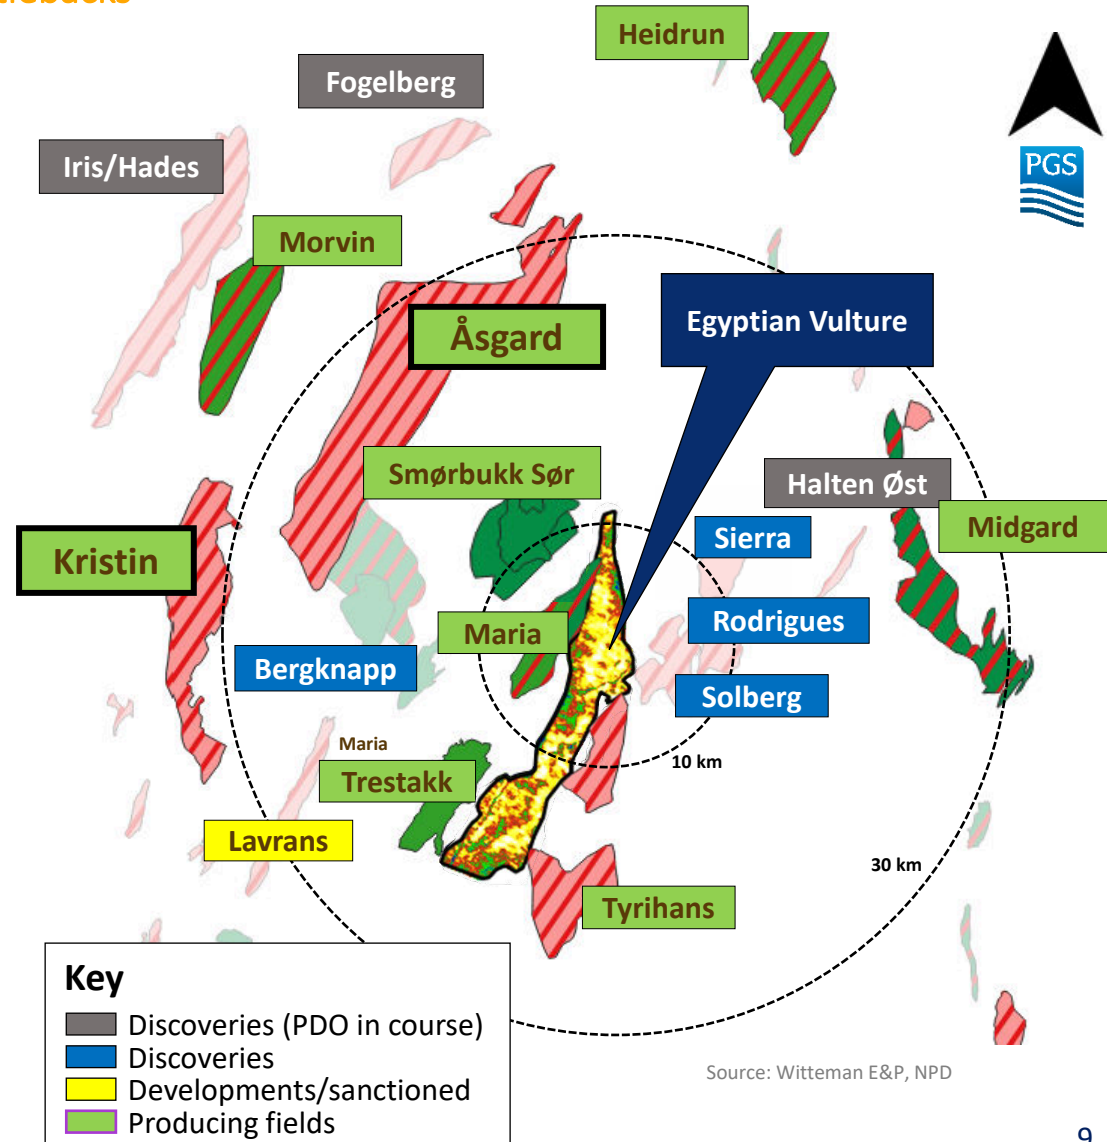 Heidrun
Fogelberg
Iris/Hades
PGS
Morvin
Åsgard
Egyptian Vulture
Smørbukk Sør
Halten Øst
Midgard
Kristin
Sierra
Maria
Rodrigues
Bergknapp
Solberg
Maria
10 km
Trestakk
Lavrans
30 km
Tyrihans
Key
Discoveries (PDO in course)
Discoveries
Developments/sanctioned
Producing fields
Source: Witteman E&P, NPD
9